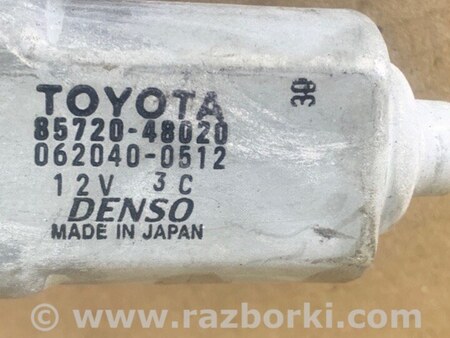 TOYOTA
85720-48020
062040-0512
12V 3C
DENSO
MADE IN JAPAN
© www.razborki.com